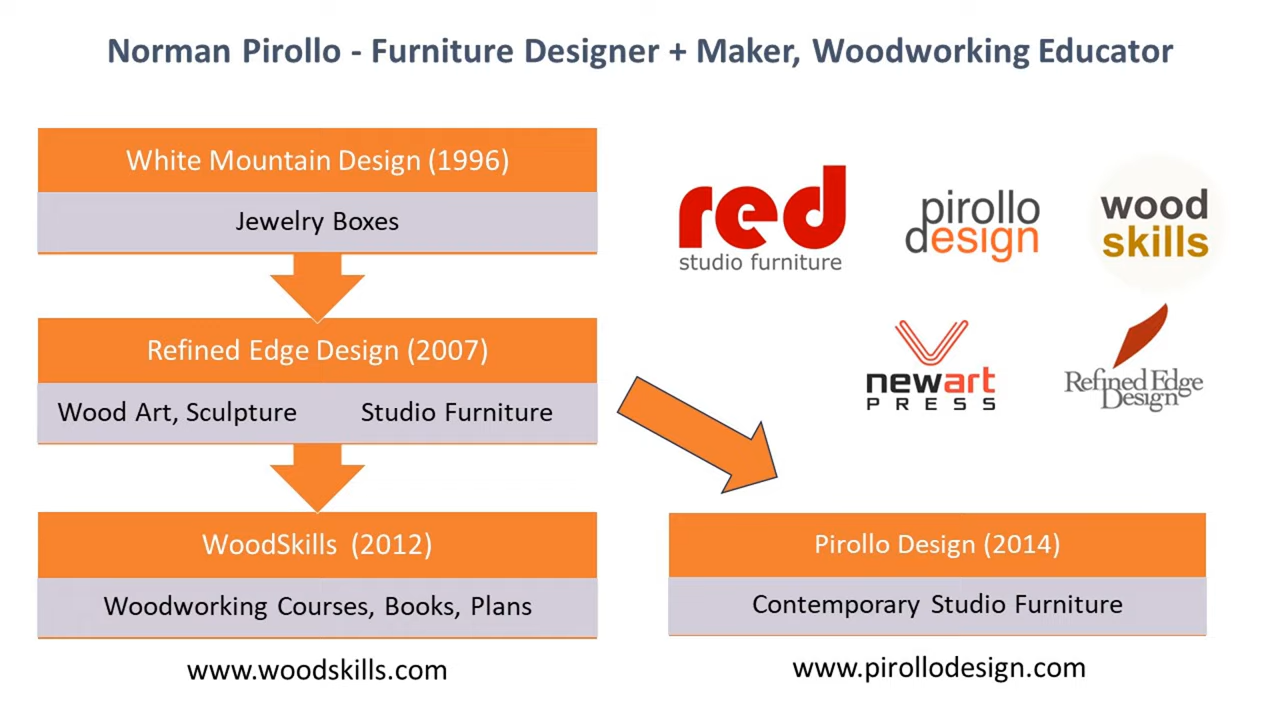 Norman Pirollo - Furniture Designer + Maker, Woodworking Educator
White Mountain Design (1996)
Jewelry Boxes
Refined Edge Design (2007)
Wood Art, Sculpture
Studio Furniture
WoodSkills (2012)
Woodworking Courses, Books, Plans
www.woodskills.com
red
studio furniture
pirollo
design
wood
skills
newart
PRESS
Refined Edge
Design
Pirollo Design (2014)
Contemporary Studio Furniture
www.pirollodesign.com